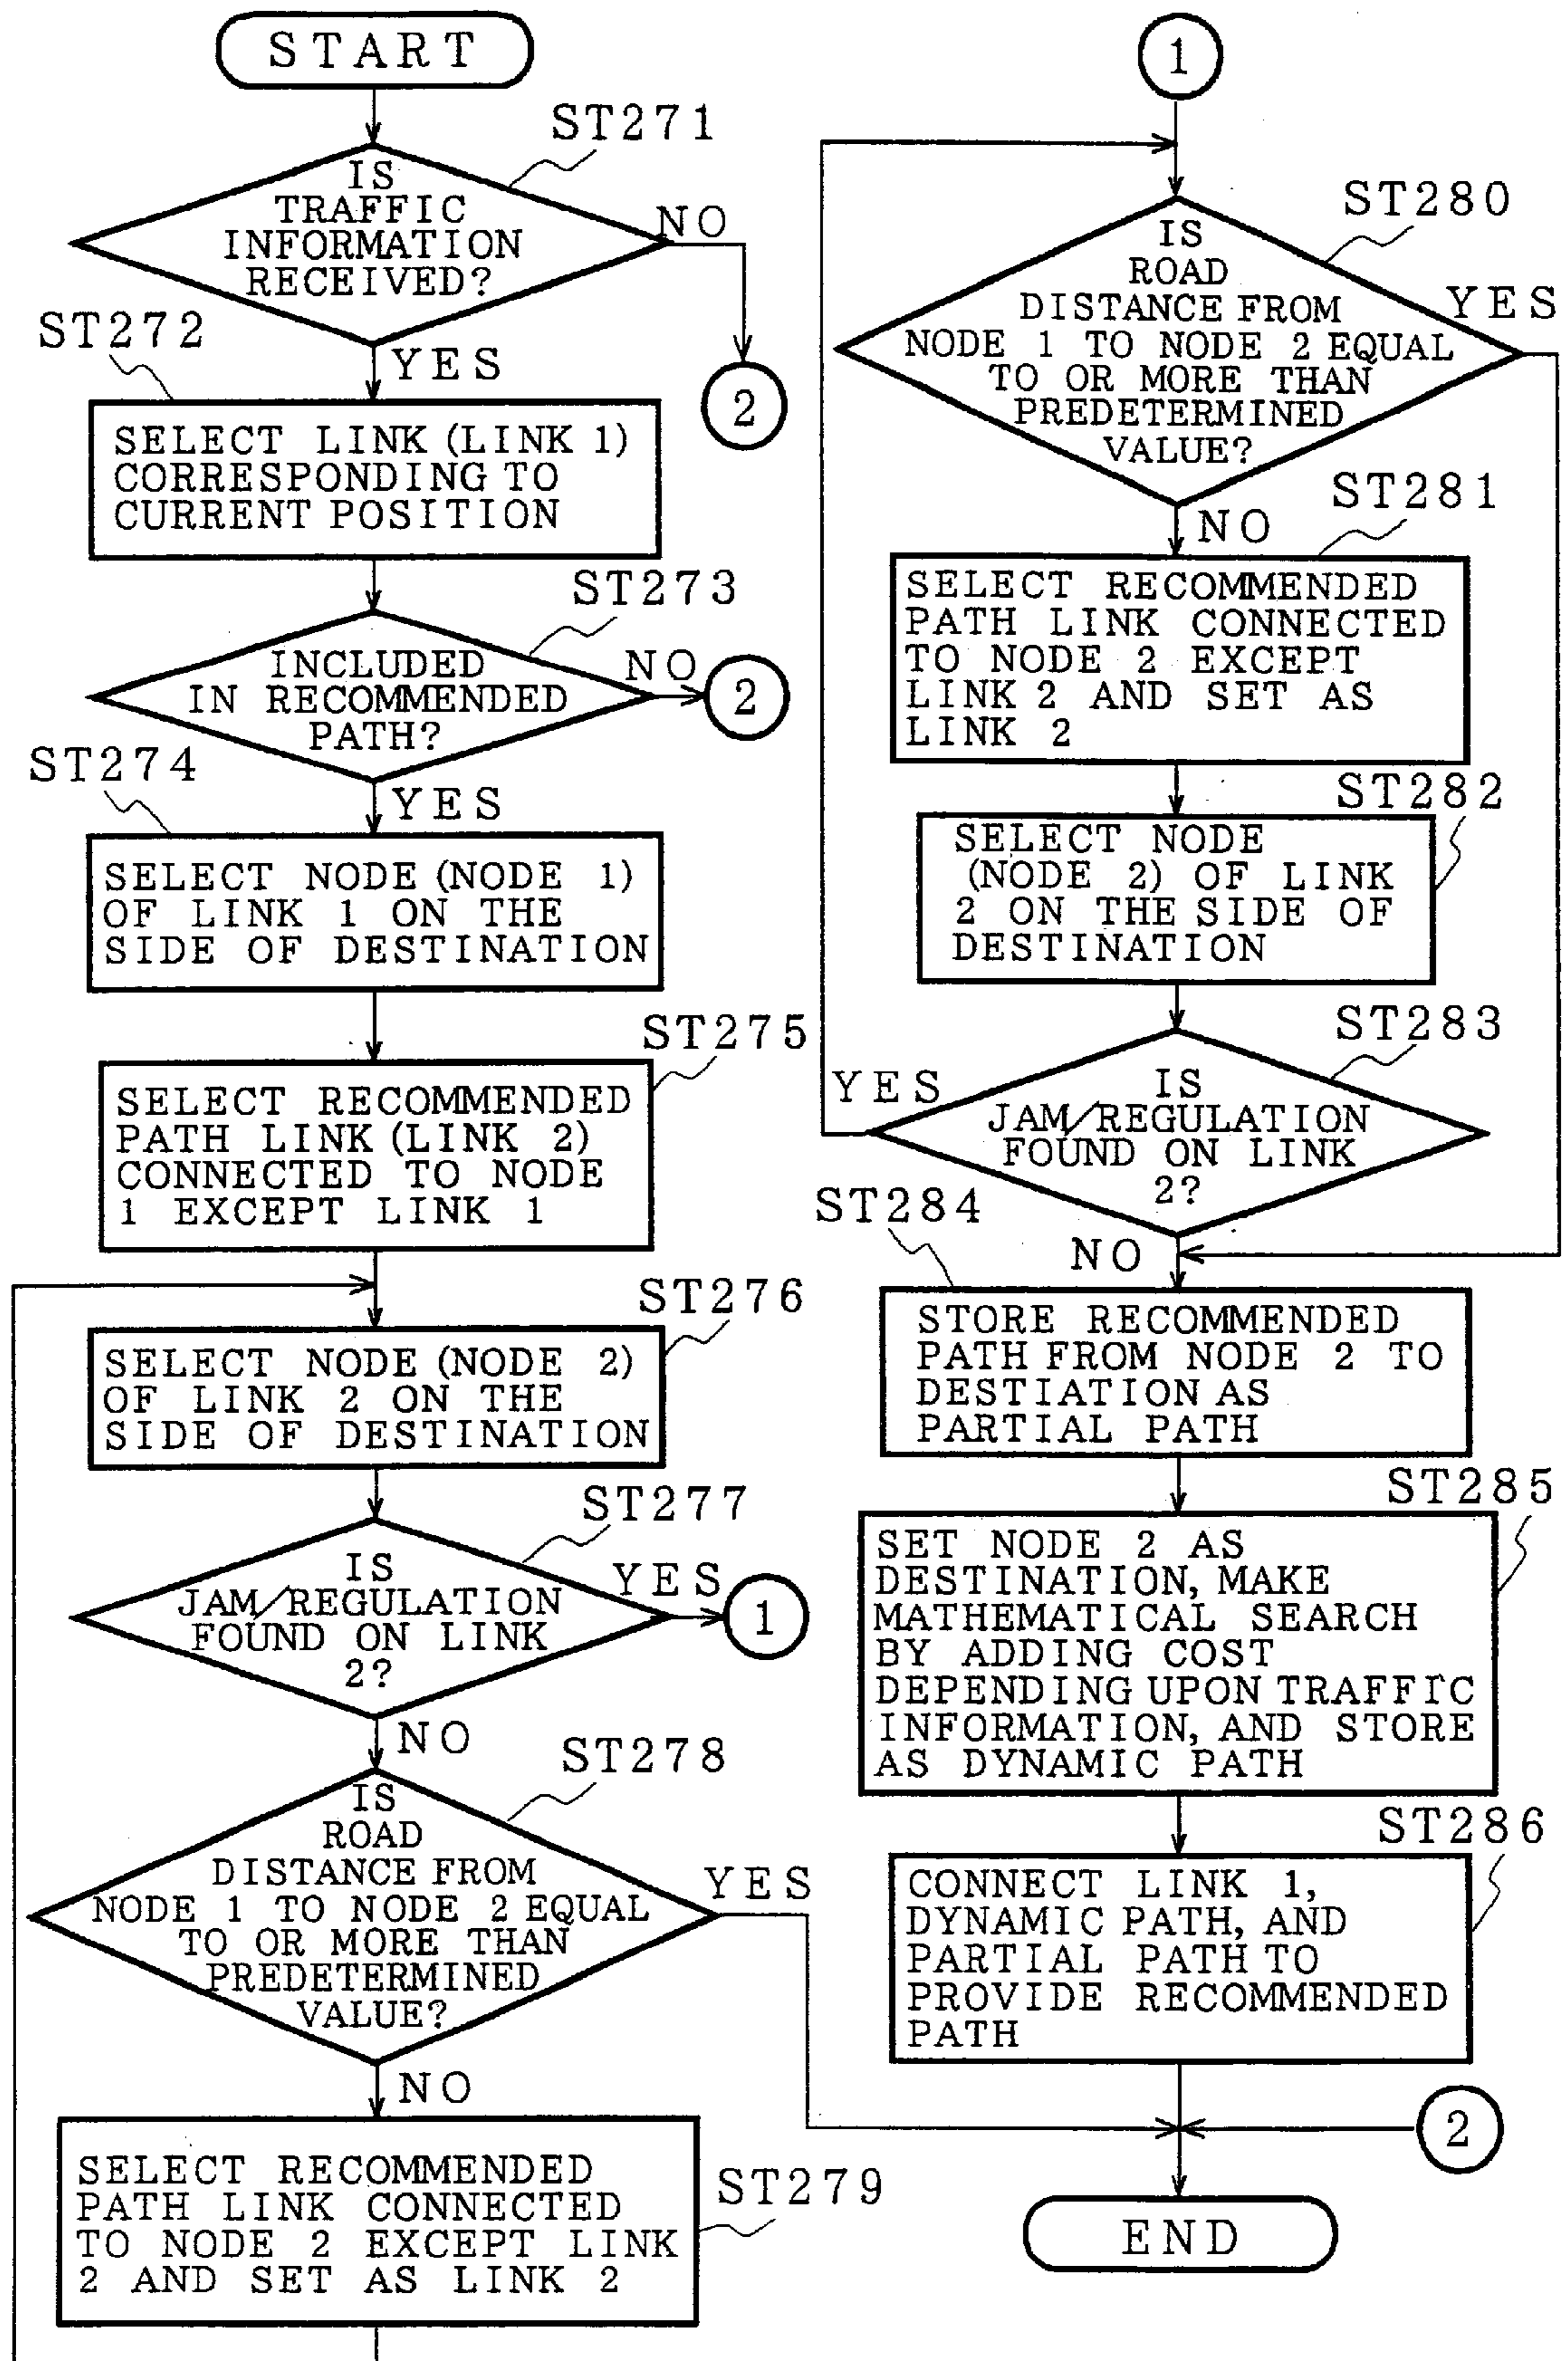 START
ST271
IS
TRAFFIC
INFORMATION
RECEIVED?
NO
2
YES
ST272
SELECT LINK (LINK 1)
CORRESPONDING TO
CURRENT POSITION
ST273
INCLUDED
IN RECOMMENDED
PATH?
NO
2
YES
ST274
SELECT NODE (NODE 1)
OF LINK 1 ON THE
SIDE OF DESTINATION
ST275
SELECT RECOMMENDED
PATH LINK (LINK 2)
CONNECTED TO NODE
1 EXCEPT LINK 1
ST276
SELECT NODE (NODE 2)
OF LINK 2 ON THE
SIDE OF DESTINATION
ST277
IS
JAM/REGULATION
FOUND ON LINK
2?
YES
1
NO
ST278
IS
ROAD
DISTANCE FROM
NODE 1 TO NODE 2 EQUAL
TO OR MORE THAN
PREDETERMINED
VALUE?
YES
NO
ST279
SELECT RECOMMENDED
PATH LINK CONNECTED
TO NODE 2 EXCEPT LINK
2 AND SET AS LINK 2
1
ST280
IS
ROAD
DISTANCE FROM
NODE 1 TO NODE 2 EQUAL
TO OR MORE THAN
PREDETERMINED
VALUE?
YES
NO
ST281
SELECT RECOMMENDED
PATH LINK CONNECTED
TO NODE 2 EXCEPT
LINK 2 AND SET AS
LINK 2
ST282
SELECT NODE
(NODE 2) OF LINK
2 ON THE SIDE OF
DESTINATION
ST283
IS
JAM/REGULATION
FOUND ON LINK
2?
YES
NO
ST284
STORE RECOMMENDED
PATH FROM NODE 2 TO
DESTIATION AS
PARTIAL PATH
ST285
SET NODE 2 AS
DESTINATION, MAKE
MATHEMATICAL SEARCH
BY ADDING COST
DEPENDING UPON TRAFFIC
INFORMATION, AND STORE
AS DYNAMIC PATH
ST286
CONNECT LINK 1,
DYNAMIC PATH, AND
PARTIAL PATH TO
PROVIDE RECOMMENDED
PATH
2
END